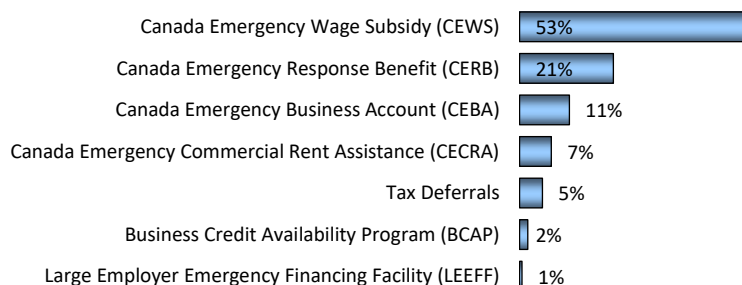 Canada Emergency Wage Subsidy (CEWS) 53%
Canada Emergency Response Benefit (CERB) 21%
Canada Emergency Business Account (CEBA) 11%
Canada Emergency Commercial Rent Assistance (CECRA) 7%
Tax Deferrals 5%
Business Credit Availability Program (BCAP) 2%
Large Employer Emergency Financing Facility (LEEFF) 1%